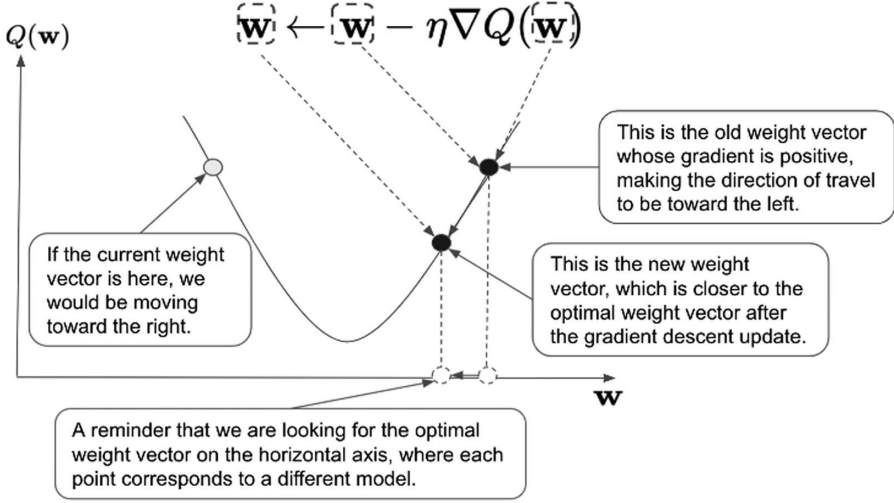 w ← w − η∇Q(w)
Q(w)
This is the old weight vector
whose gradient is positive,
making the direction of travel
to be toward the left.
If the current weight
vector is here, we
would be moving
toward the right.
This is the new weight
vector, which is closer to the
optimal weight vector after
the gradient descent update.
w
A reminder that we are looking for the optimal
weight vector on the horizontal axis, where each
point corresponds to a different model.